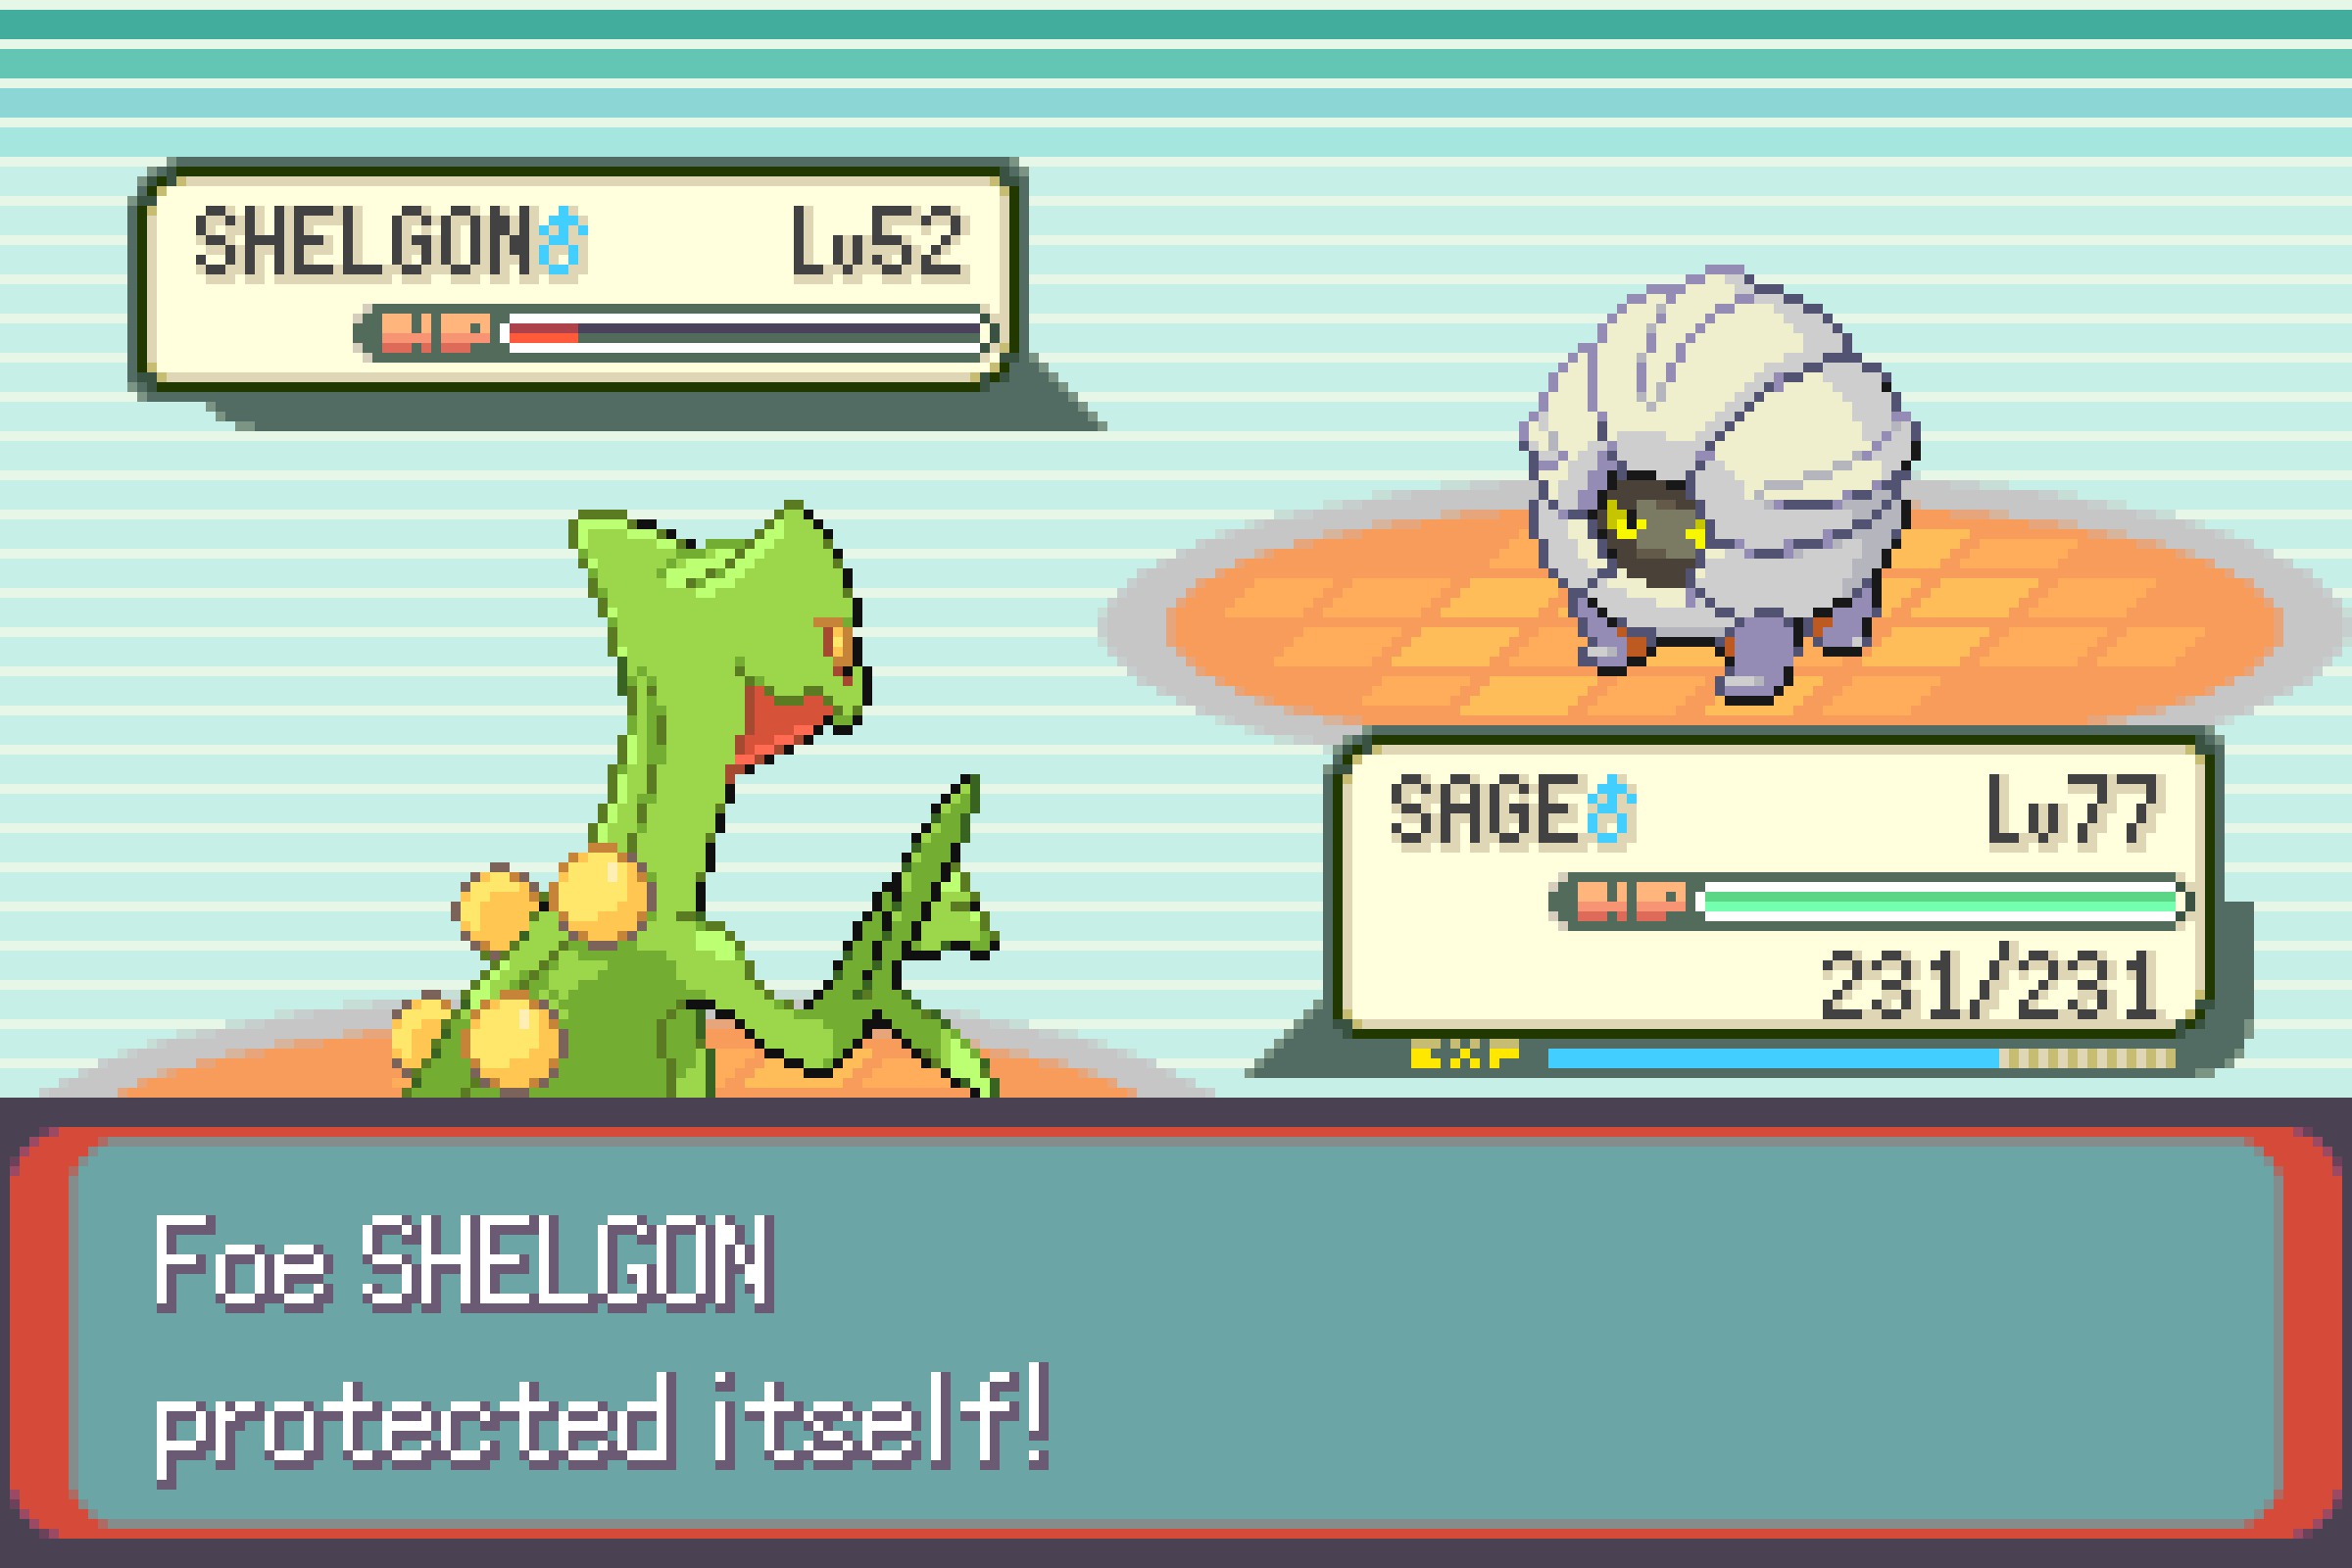 SHELGON♂ Lv52
HP
SAGE♂ Lv77
HP
231/231
EXP
Foe SHELGON
protected itself!